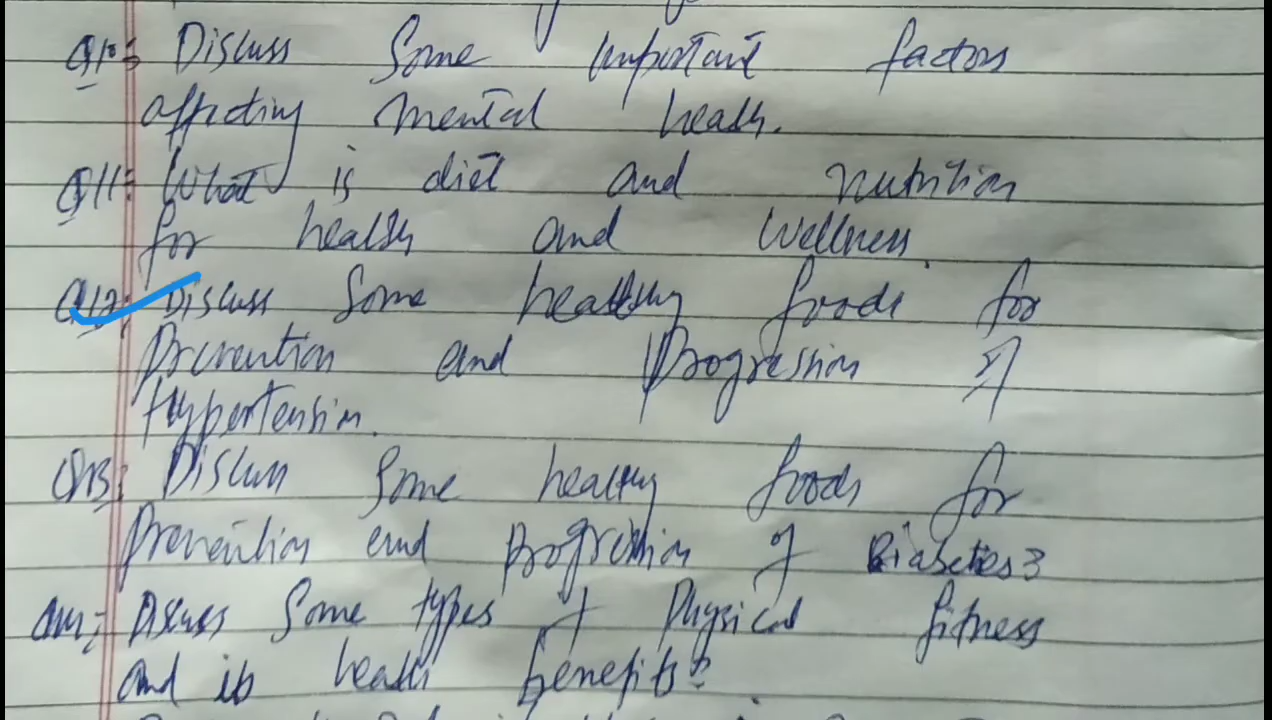 Q10: Discuss Some important factors
affecting mental health.
Q11: What is diet and nutrition
for health and wellness.
Q12: Discuss Some healthy foods for
Prevention and Progression of
Hypertension.
Q13: Discuss Some healthy foods for
Prevention and Progression of Diabeties?
Q14: Discuss Some types of Physical fitness
and its health benefits?